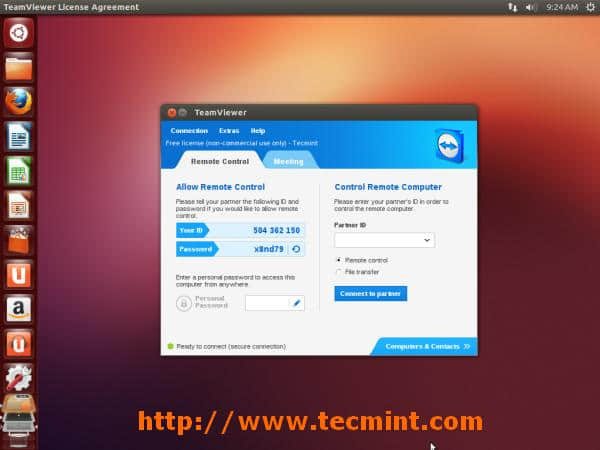 TeamViewer License Agreement
9:24 AM
TeamViewer
Connection Extras Help
Free license (non-commercial use only) - Tecmint
Remote Control Meeting
Allow Remote Control
Please tell your partner the following ID and
password if you would like to allow remote
control.
Your ID 504 362 150
Password x8nd79
Enter a personal password to access this
computer from anywhere.
Personal
Password
Control Remote Computer
Please enter your partner's ID in order to
control the remote computer.
Partner ID
Remote control
File transfer
Connect to partner
Ready to connect (secure connection)
Computers & Contacts >>
http://www.tecmint.com